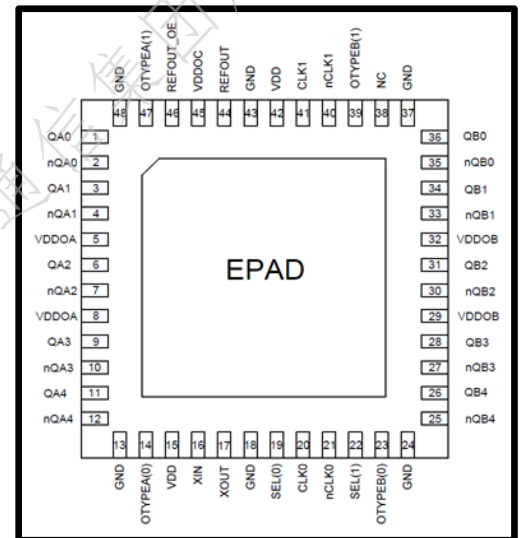 GND OTYPEA(1) REFOUT_OE VDDOC REFOUT GND VDD CLK1 nCLK1 OTYPEB(1) NC GND
48 47 46 45 44 43 42 41 40 39 38 37
QA0 1 36 QB0
nQA0 2 35 nQB0
QA1 3 34 QB1
nQA1 4 33 nQB1
VDDOA 5 32 VDDOB
QA2 6 31 QB2
EPAD
nQA2 7 30 nQB2
VDDOA 8 29 VDDOB
QA3 9 28 QB3
nQA3 10 27 nQB3
QA4 11 26 QB4
nQA4 12 25 nQB4
13 14 15 16 17 18 19 20 21 22 23 24
GND OTYPEA(0) VDD XIN XOUT GND SEL(0) CLK0 nCLK0 SEL(1) OTYPEB(0) GND
通信集团